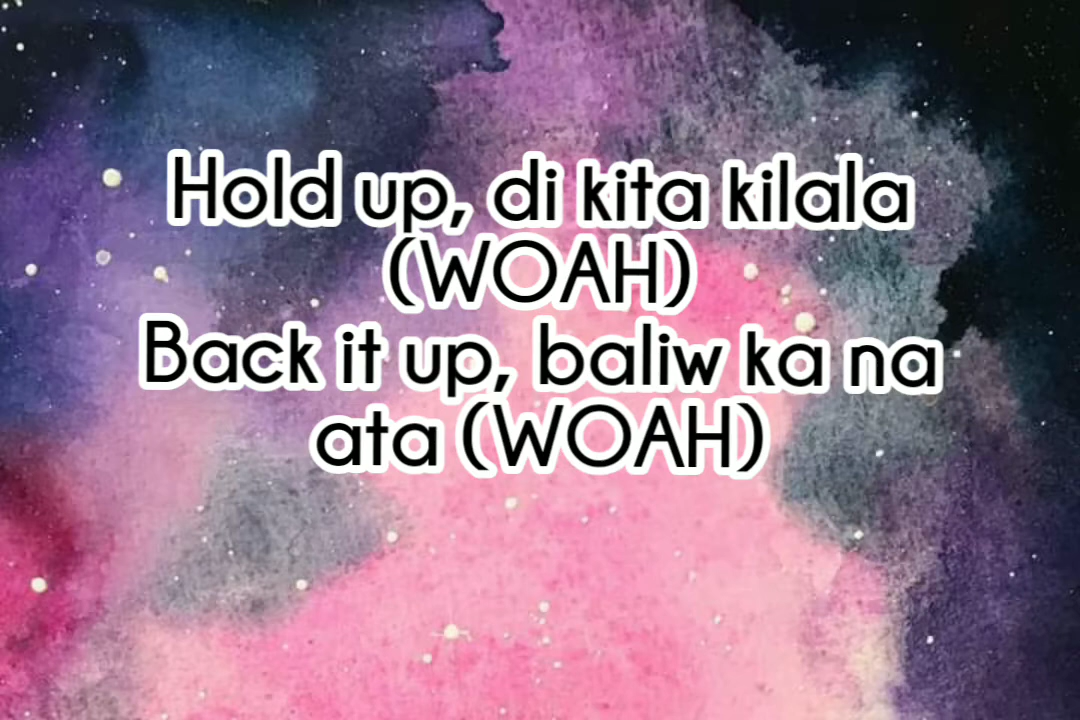 Hold up, di kita kilala
(WOAH)
Back it up, baliw ka na
ata (WOAH)